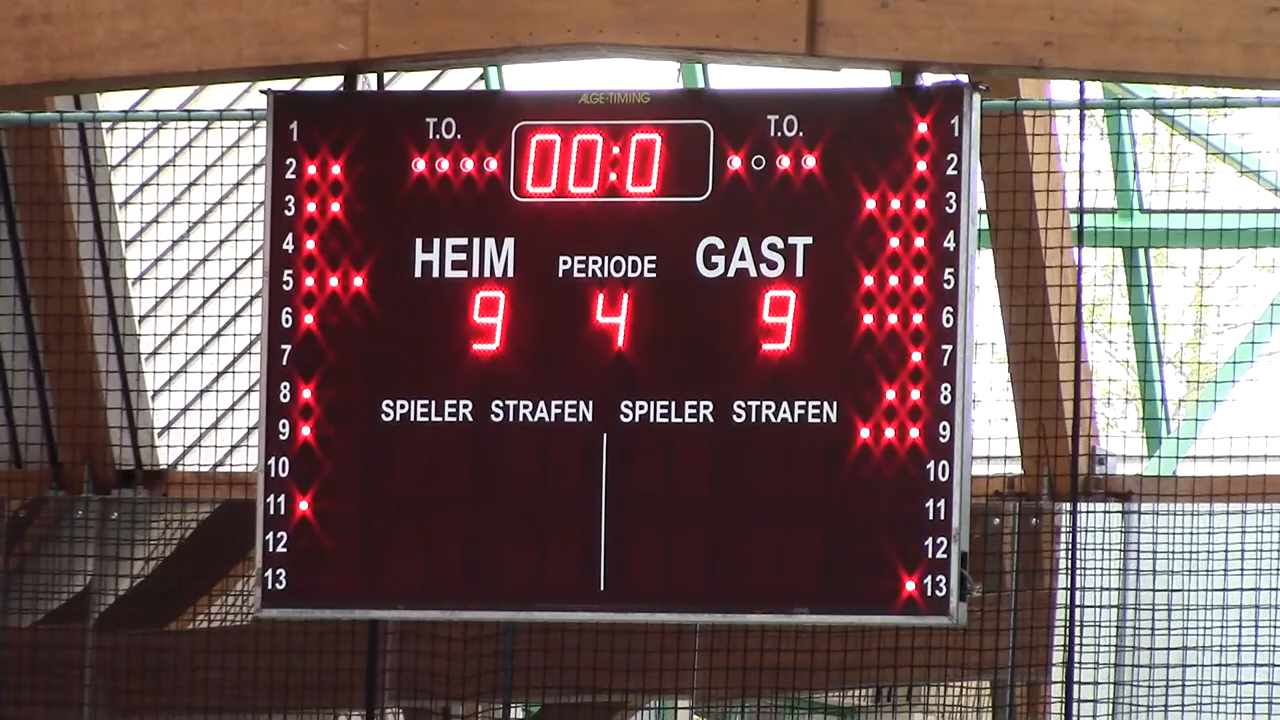 ALGE-TIMING
T.O. 00:0 T.O.
HEIM PERIODE GAST
9 4 9
SPIELER STRAFEN SPIELER STRAFEN
1 1
2 2
3 3
4 4
5 5
6 6
7 7
8 8
9 9
10 10
11 11
12 12
13 13